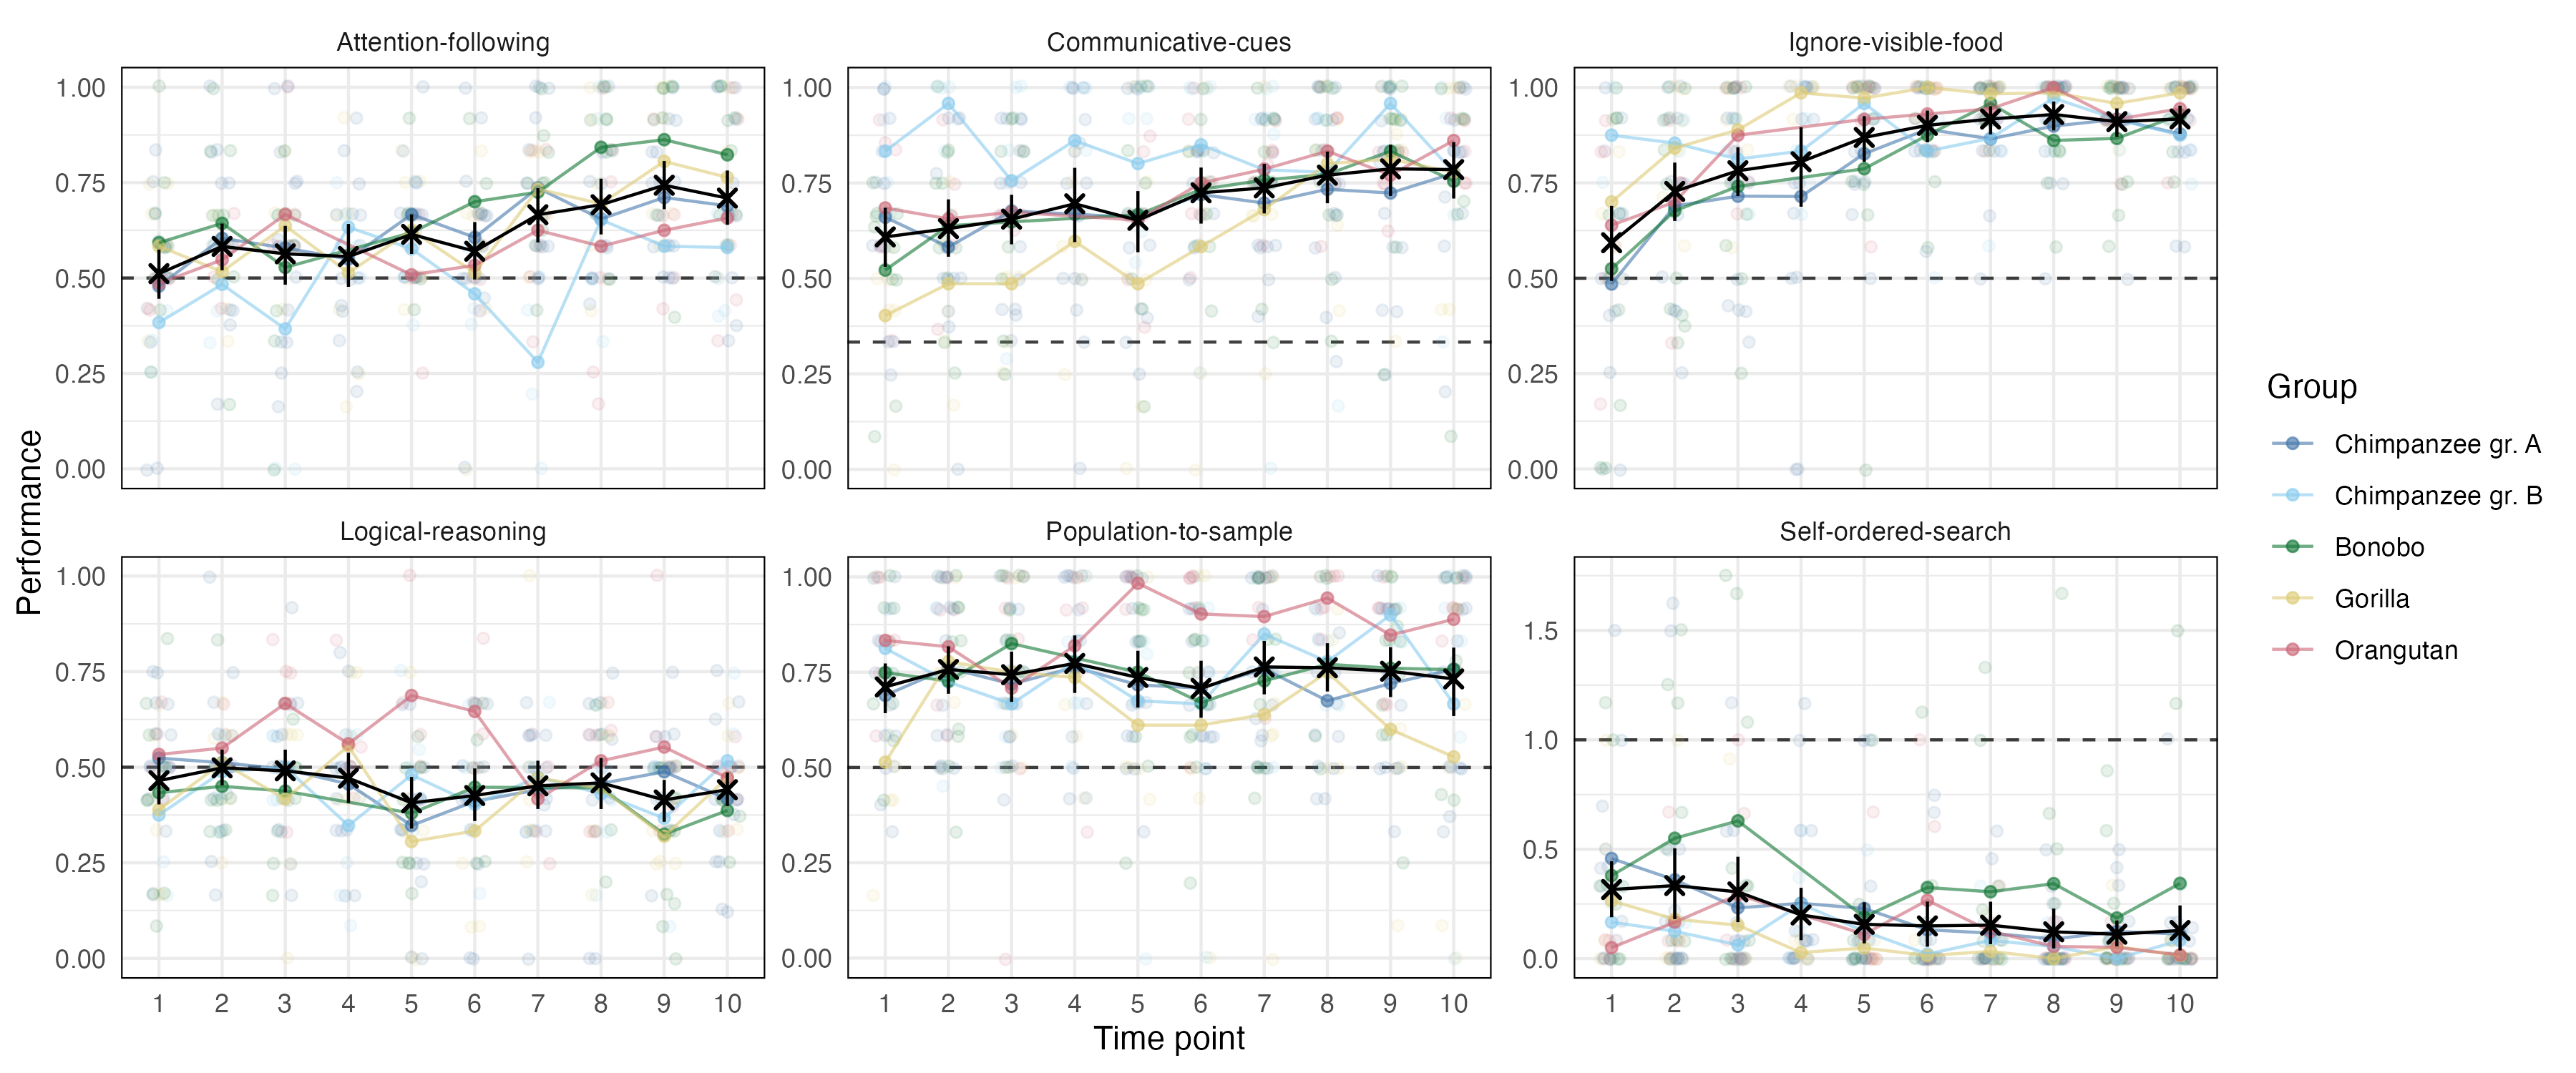 Attention-following
Communicative-cues
Ignore-visible-food
1.00
0.75
0.50
0.25
0.00
1.00
0.75
0.50
0.25
0.00
1.00
0.75
0.50
0.25
0.00
Logical-reasoning
Population-to-sample
Self-ordered-search
1.00
0.75
0.50
0.25
0.00
1.00
0.75
0.50
0.25
0.00
1.5
1.0
0.5
0.0
1 2 3 4 5 6 7 8 9 10
1 2 3 4 5 6 7 8 9 10
1 2 3 4 5 6 7 8 9 10
Performance
Time point
Group
Chimpanzee gr. A
Chimpanzee gr. B
Bonobo
Gorilla
Orangutan